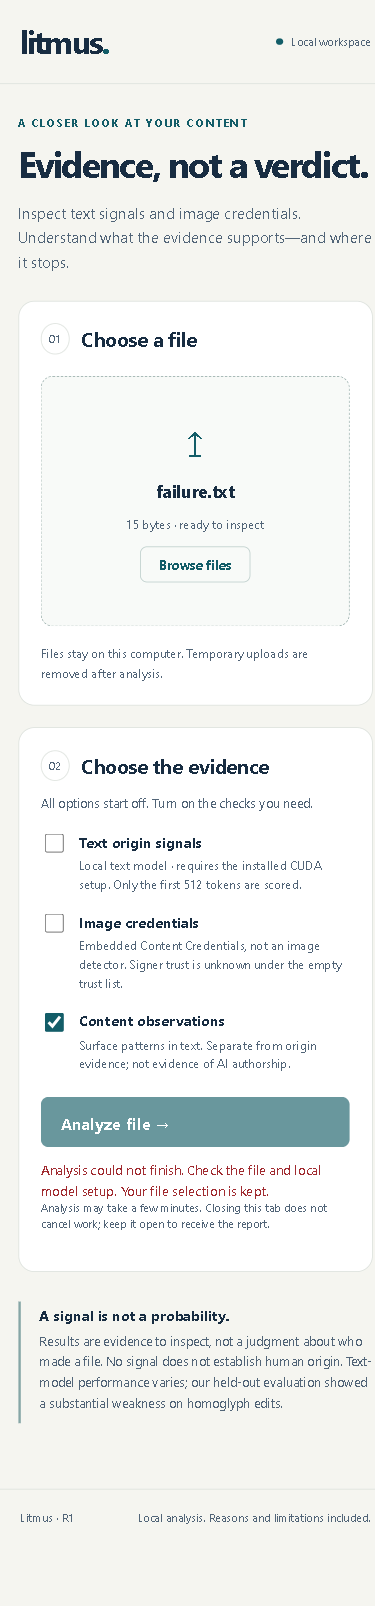 litmus.
Local workspace
A CLOSER LOOK AT YOUR CONTENT
Evidence, not a verdict.
Inspect text signals and image credentials.
Understand what the evidence supports—and where
it stops.
01 Choose a file
failure.txt
15 bytes · ready to inspect
Browse files
Files stay on this computer. Temporary uploads are
removed after analysis.
02 Choose the evidence
All options start off. Turn on the checks you need.
Text origin signals
Local text model · requires the installed CUDA
setup. Only the first 512 tokens are scored.
Image credentials
Embedded Content Credentials, not an image
detector. Signer trust is unknown under the empty
trust list.
Content observations
Surface patterns in text. Separate from origin
evidence; not evidence of AI authorship.
Analyze file →
Analysis could not finish. Check the file and local
model setup. Your file selection is kept.
Analysis may take a few minutes. Closing this tab does not
cancel work; keep it open to receive the report.
A signal is not a probability.
Results are evidence to inspect, not a judgment about who
made a file. No signal does not establish human origin. Text-
model performance varies; our held-out evaluation showed
a substantial weakness on homoglyph edits.
Litmus · R1
Local analysis. Reasons and limitations included.